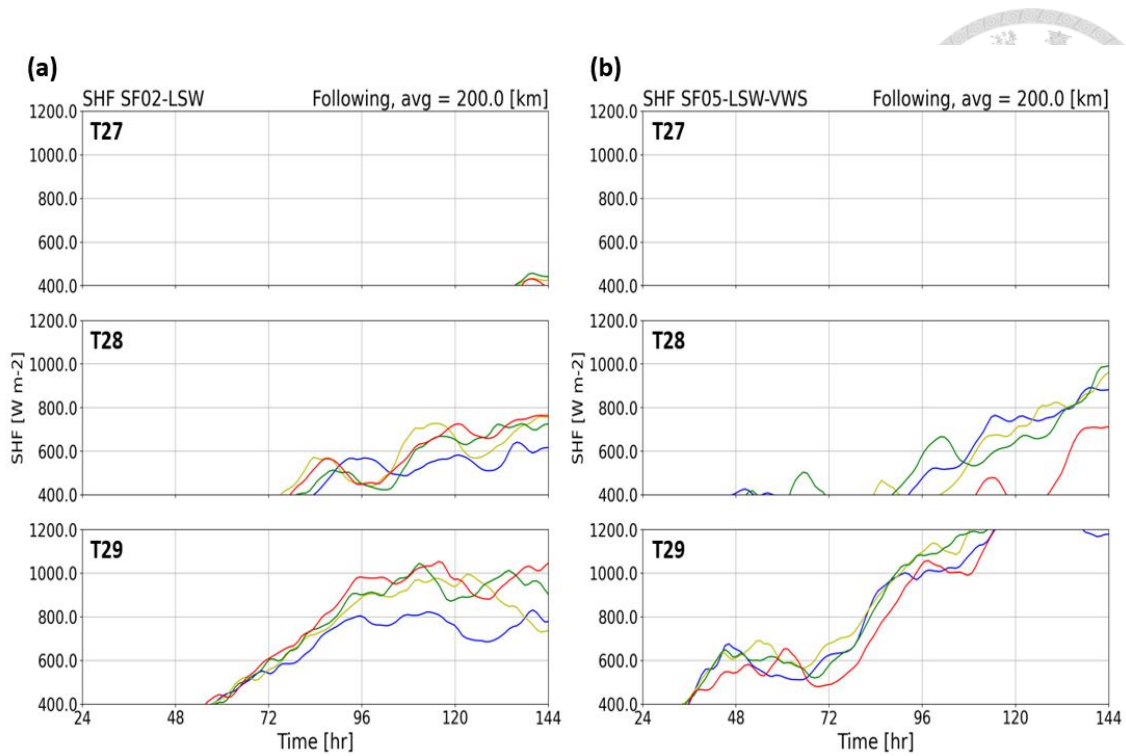 (a)
SHF SF02-LSW Following, avg = 200.0 [km]
T27
1200.0
1000.0
800.0
600.0
400.0
T28
1200.0
1000.0
800.0
600.0
400.0
T29
1200.0
1000.0
800.0
600.0
400.0
SHF [W m-2]
24 48 72 96 120 144
Time [hr]
(b)
SHF SF05-LSW-VWS Following, avg = 200.0 [km]
T27
1200.0
1000.0
800.0
600.0
400.0
T28
1200.0
1000.0
800.0
600.0
400.0
T29
1200.0
1000.0
800.0
600.0
400.0
SHF [W m-2]
24 48 72 96 120 144
Time [hr]